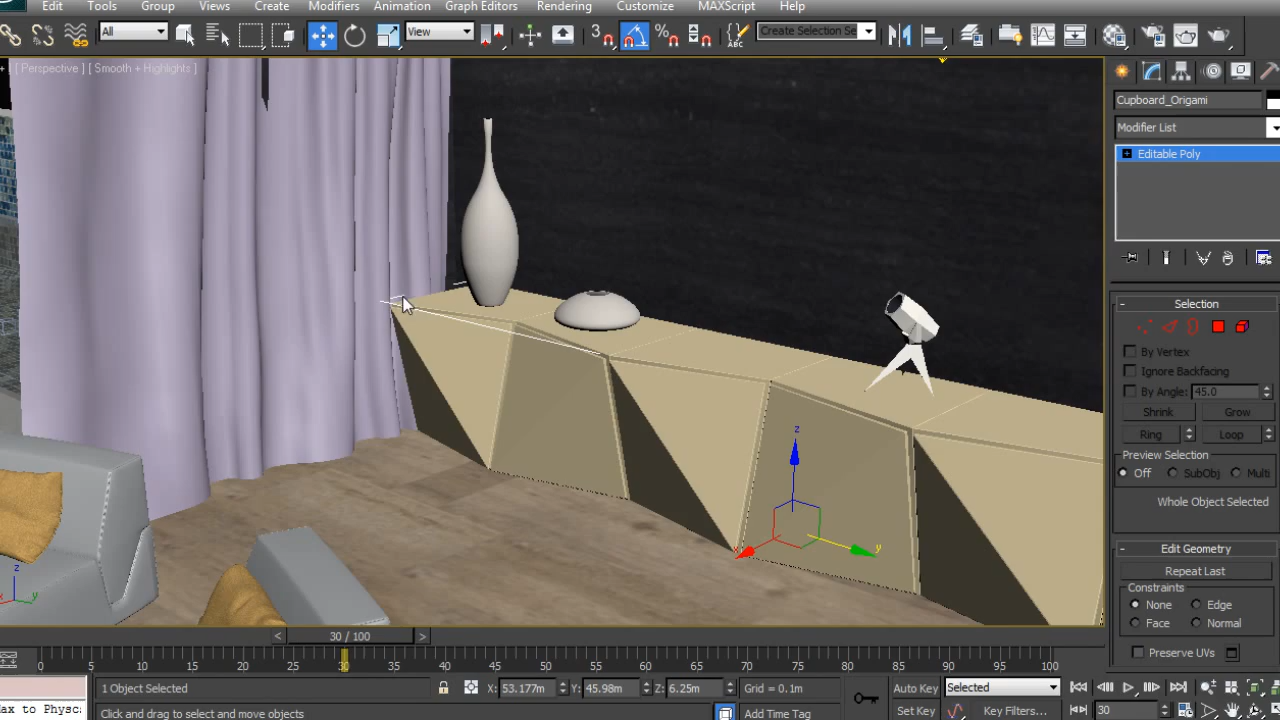 Edit Tools Group Views Create Modifiers Animation Graph Editors Rendering Customize MAXScript Help
All View Create Selection Se
+ [ Perspective ] [ Smooth + Highlights ]
Cupboard_Origami
Modifier List
Editable Poly
- Selection
By Vertex
Ignore Backfacing
By Angle: 45.0
Shrink Grow
Ring Loop
Preview Selection
Off SubObj Multi
Whole Object Selected
- Edit Geometry
Repeat Last
Constraints
None Edge
Face Normal
Preserve UVs
z
y
z
x y
< 30 / 100 >
0 5 10 15 20 25 30 35 40 45 50 55 60 65 70 75 80 85 90 95 100
1 Object Selected X: 53.177m Y: 45.98m Z: 6.25m Grid = 0.1m Auto Key Selected
Max to Physc: Click and drag to select and move objects Add Time Tag Set Key Key Filters... 30